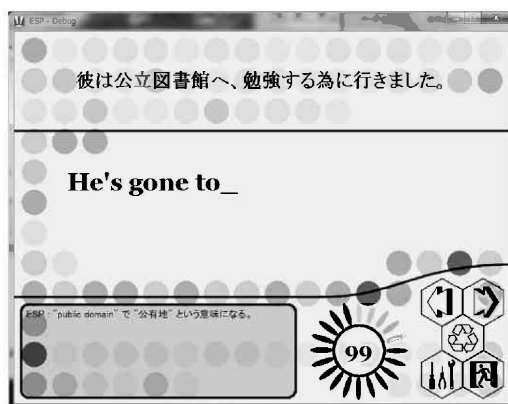 ESP - Debug
彼は公立図書館へ、勉強する為に行きました。
He's gone to_
ESP : "public domain" で "公有地" という意味になる。
99